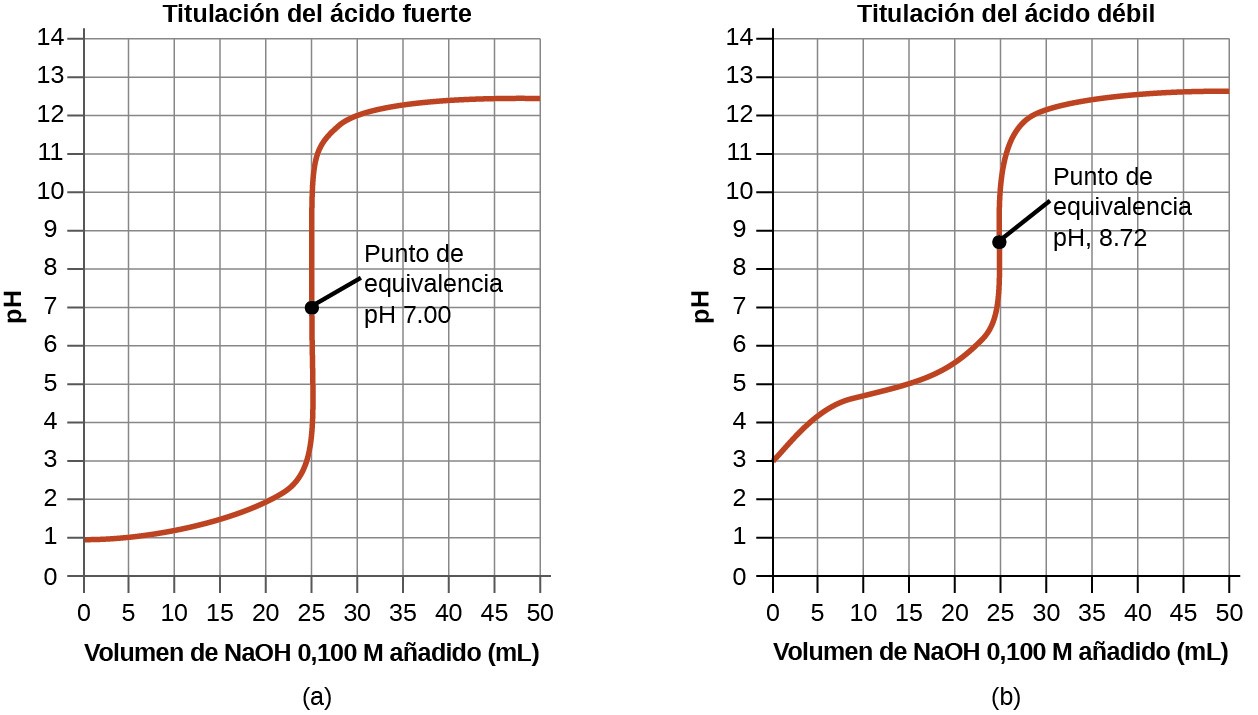 Titulación del ácido fuerte
14
13
12
11
10
9
8
7
6
5
4
3
2
1
0
pH
Punto de
equivalencia
pH 7.00
0 5 10 15 20 25 30 35 40 45 50
Volumen de NaOH 0,100 M añadido (mL)
(a)
Titulación del ácido débil
14
13
12
11
10
9
8
7
6
5
4
3
2
1
0
pH
Punto de
equivalencia
pH, 8.72
0 5 10 15 20 25 30 35 40 45 50
Volumen de NaOH 0,100 M añadido (mL)
(b)